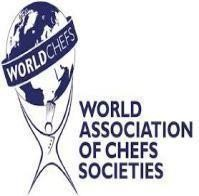 WORLDCHEFS
WORLD
ASSOCIATION
OF CHEFS
SOCIETIES